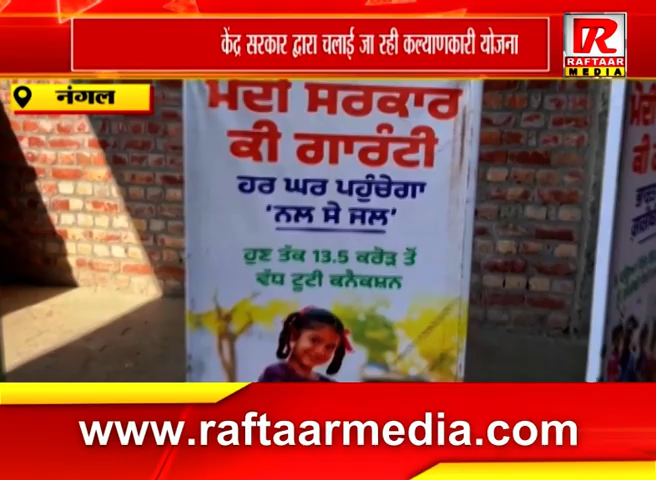 केंद्र सरकार द्वारा चलाई जा रही कल्याणकारी योजना
R
RAFTAAR
MEDIA
नंगल
ਮੋਦੀ ਸਰਕਾਰ
ਕੀ ਗਾਰੰਟੀ
ਹਰ ਘਰ ਪਹੁੰਚੇਗਾ
‘ਨਲ ਸੇ ਜਲ’
ਹੁਣ ਤੱਕ 13.5 ਕਰੋੜ ਤੋਂ
ਵੱਧ ਟੂਟੀ ਕਨੈਕਸ਼ਨ
www.raftaarmedia.com